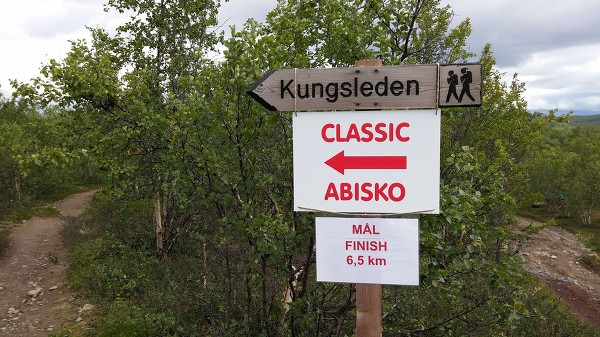 Kungsleden
CLASSIC
ABISKO
MÅL
FINISH
6,5 km